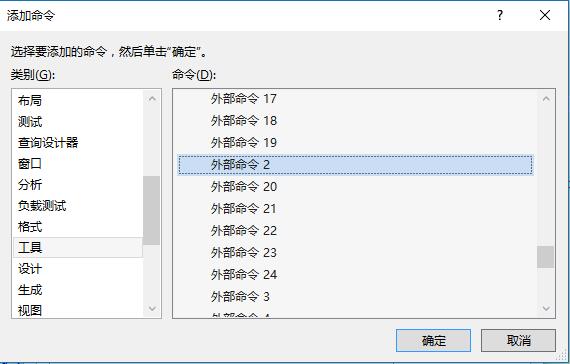 添加命令
?
选择要添加的命令，然后单击“确定”。
类别(G):
布局
测试
查询设计器
窗口
分析
负载测试
格式
工具
设计
生成
视图
命令(D):
外部命令 17
外部命令 18
外部命令 19
外部命令 2
外部命令 20
外部命令 21
外部命令 22
外部命令 23
外部命令 24
外部命令 3
确定
取消